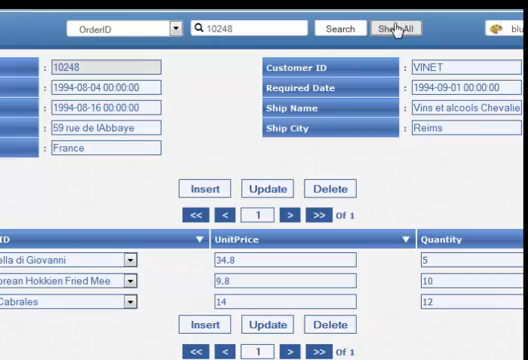 OrderID 10248 Search Show All blu
: 10248 Customer ID : VINET
: 1994-08-04 00:00:00 Required Date : 1994-09-01 00:00:00
: 1994-08-16 00:00:00 Ship Name : Vins et alcools Chevalie
: 59 rue de lAbbaye Ship City : Reims
: France
Insert Update Delete
<< < 1 > >> Of 1
ID UnitPrice Quantity
ella di Giovanni 34.8 5
orean Hokkien Fried Mee 9.8 10
Cabrales 14 12
Insert Update Delete
<< < 1 > >> Of 1